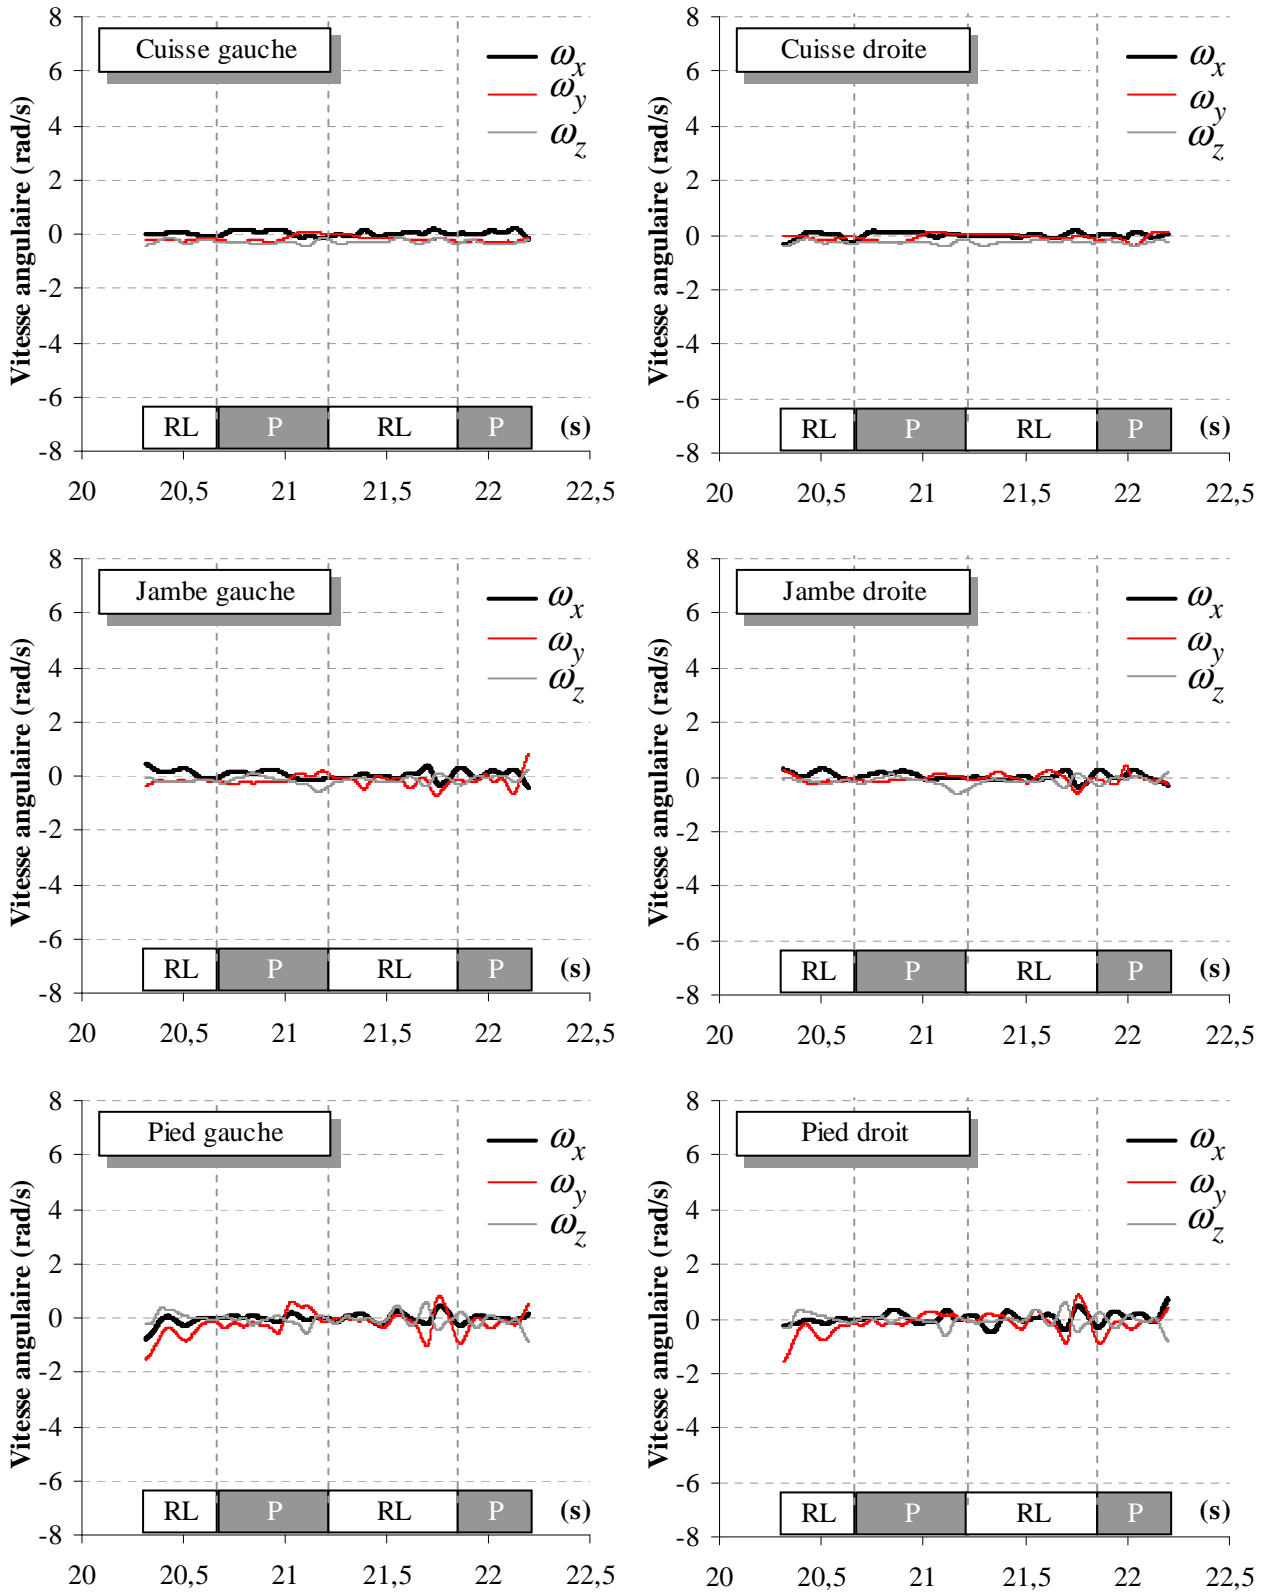 Cuisse gauche
ωx
ωy
ωz
Vitesse angulaire (rad/s)
8
6
4
2
0
-2
-4
-6
-8
RL
P
RL
P
(s)
20
20,5
21
21,5
22
22,5
Cuisse droite
ωx
ωy
ωz
Vitesse angulaire (rad/s)
8
6
4
2
0
-2
-4
-6
-8
RL
P
RL
P
(s)
20
20,5
21
21,5
22
22,5
Jambe gauche
ωx
ωy
ωz
Vitesse angulaire (rad/s)
8
6
4
2
0
-2
-4
-6
-8
RL
P
RL
P
(s)
20
20,5
21
21,5
22
22,5
Jambe droite
ωx
ωy
ωz
Vitesse angulaire (rad/s)
8
6
4
2
0
-2
-4
-6
-8
RL
P
RL
P
(s)
20
20,5
21
21,5
22
22,5
Pied gauche
ωx
ωy
ωz
Vitesse angulaire (rad/s)
8
6
4
2
0
-2
-4
-6
-8
RL
P
RL
P
(s)
20
20,5
21
21,5
22
22,5
Pied droit
ωx
ωy
ωz
Vitesse angulaire (rad/s)
8
6
4
2
0
-2
-4
-6
-8
RL
P
RL
P
(s)
20
20,5
21
21,5
22
22,5